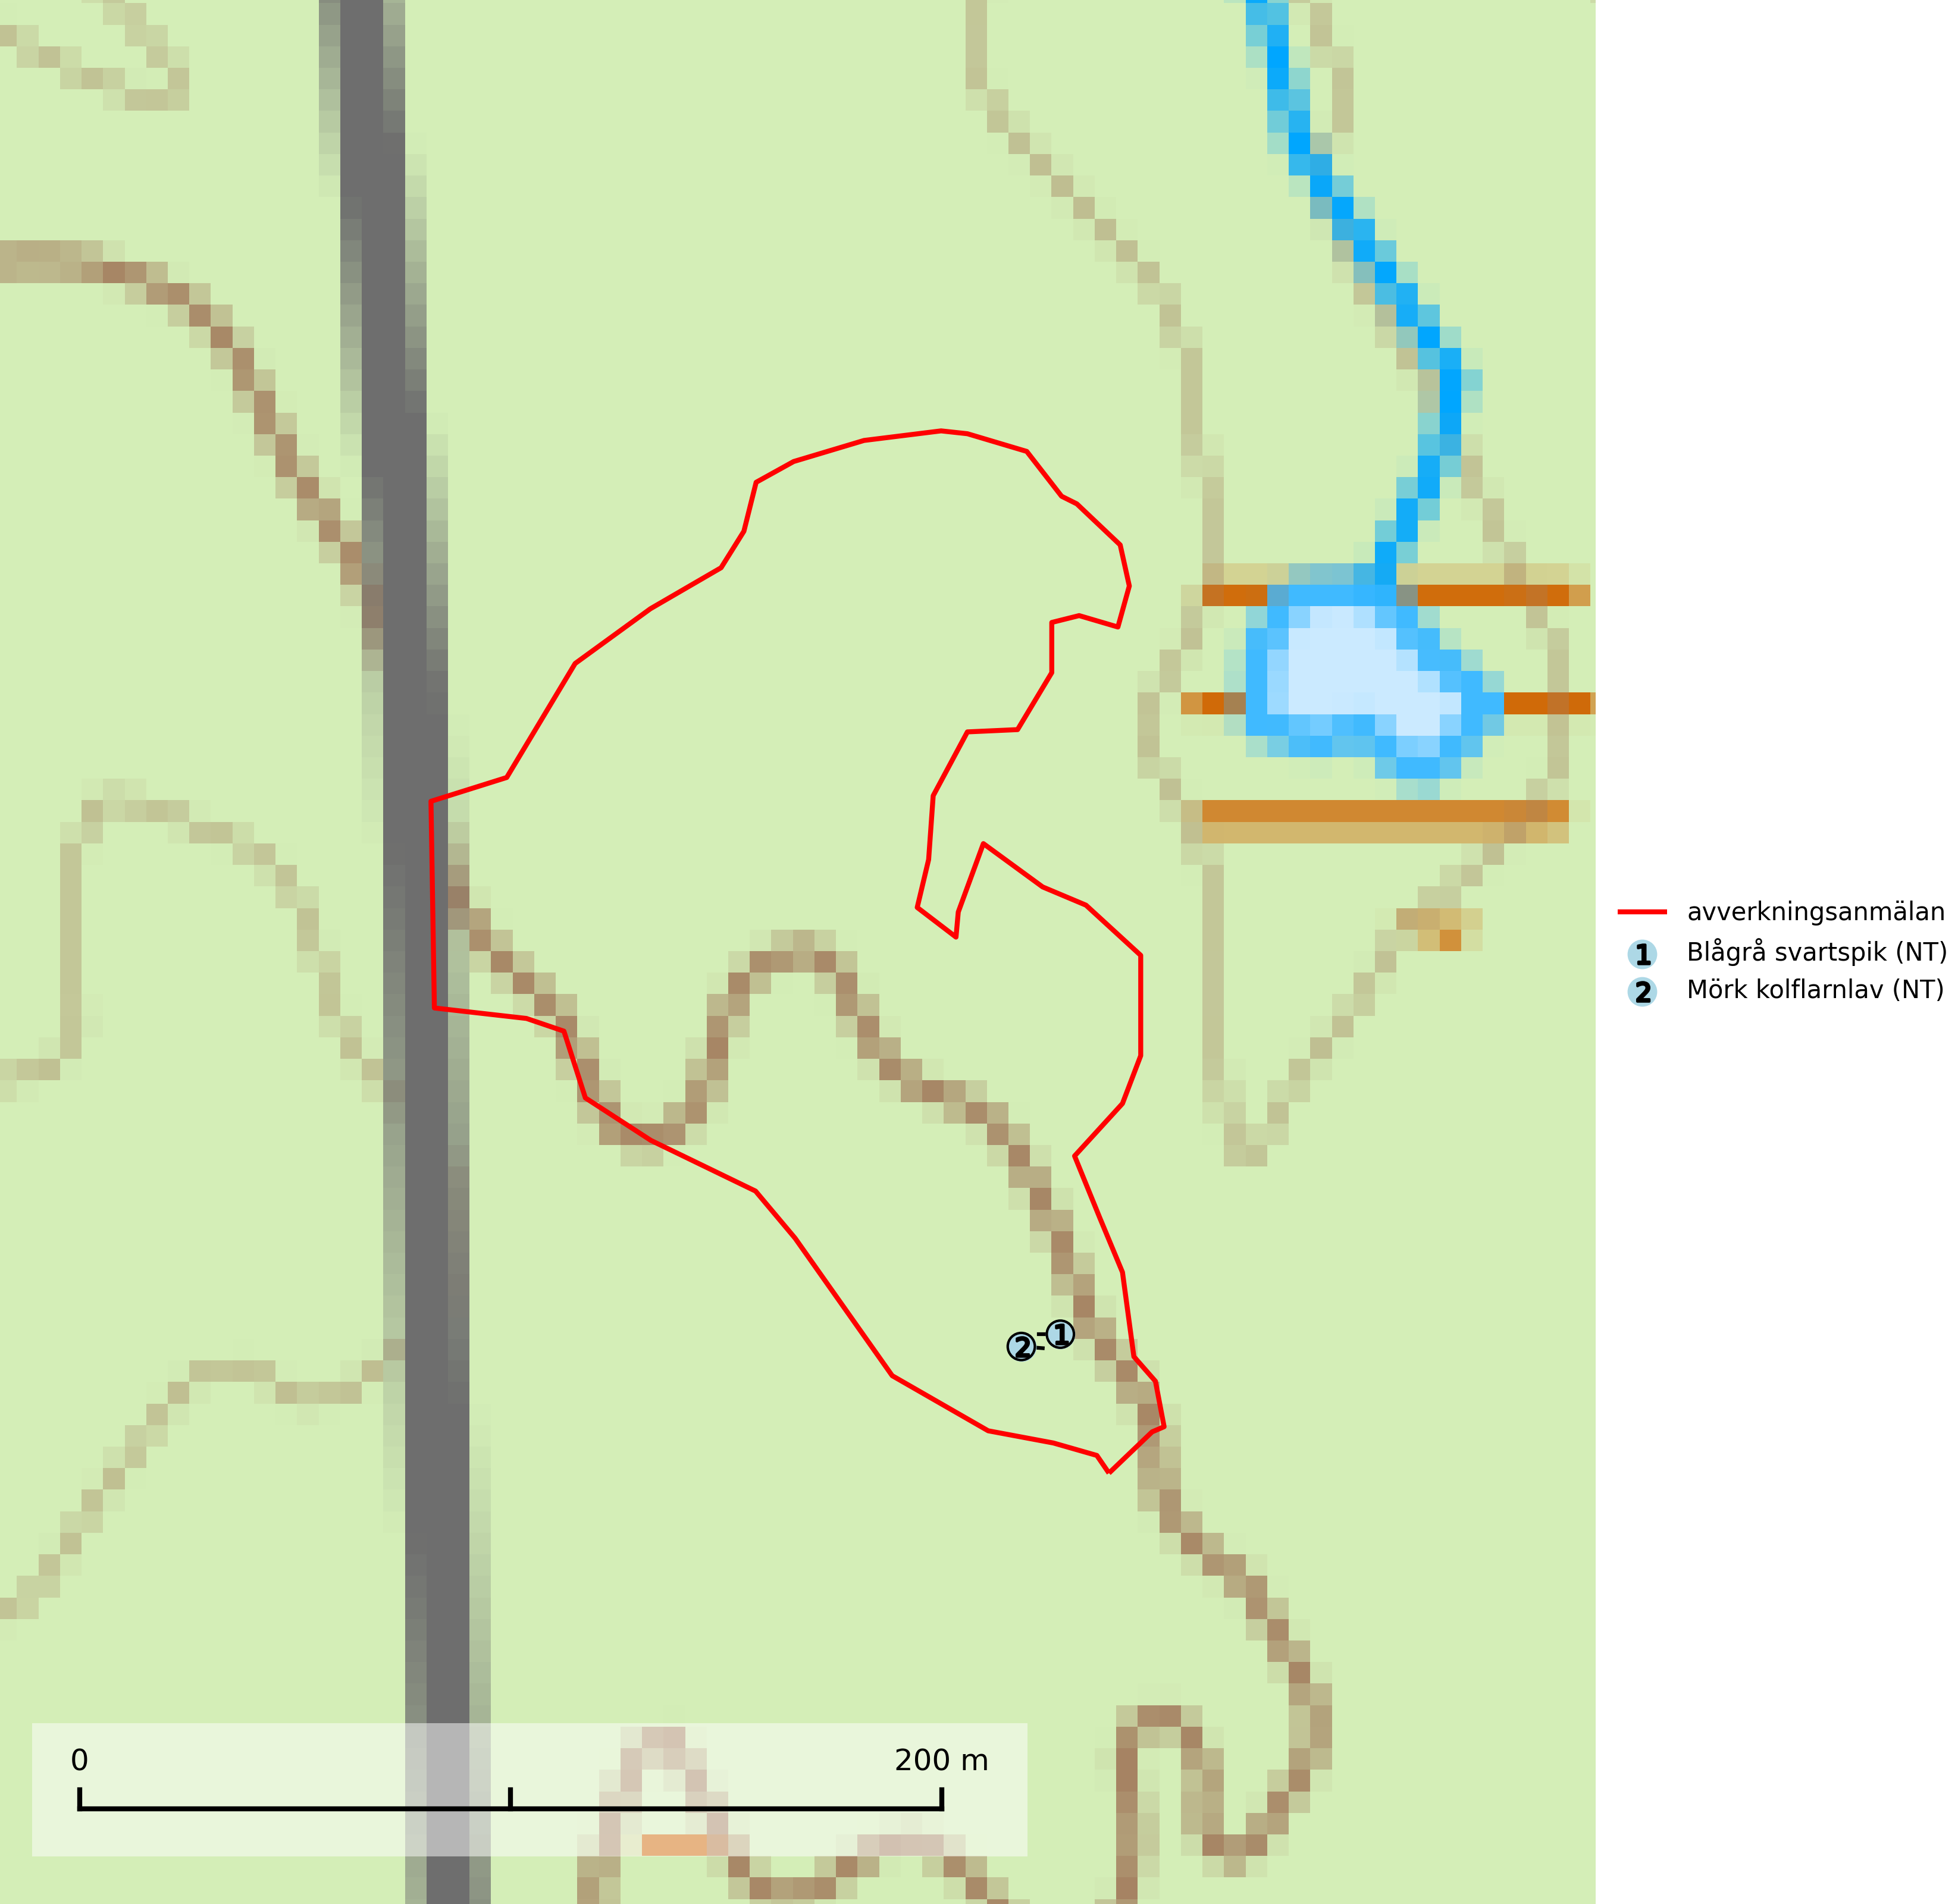 avverkningsanmälan
1 Blågrå svartspik (NT)
2 Mörk kolflarnlav (NT)
1
2
0 200 m